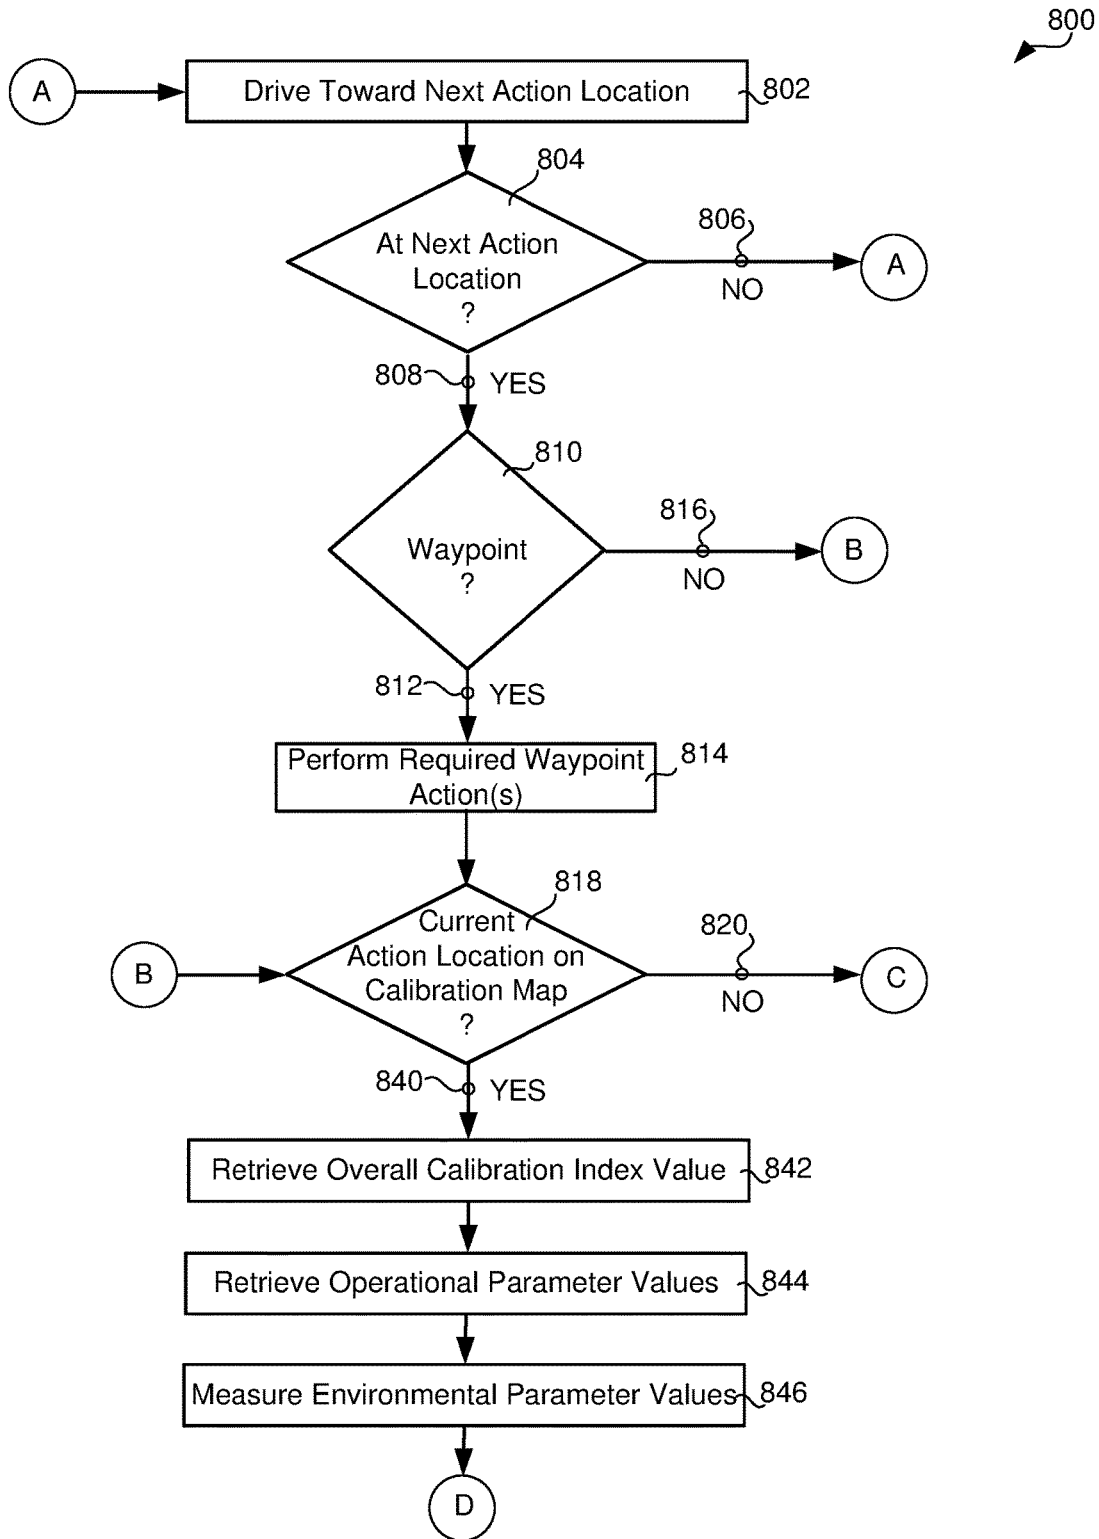 800
A
Drive Toward Next Action Location
802
804
At Next Action
Location
?
806
NO
A
808
YES
810
Waypoint
?
816
NO
B
812
YES
Perform Required Waypoint
Action(s)
814
818
B
Current
Action Location on
Calibration Map
?
820
NO
C
840
YES
Retrieve Overall Calibration Index Value
842
Retrieve Operational Parameter Values
844
Measure Environmental Parameter Values
846
D